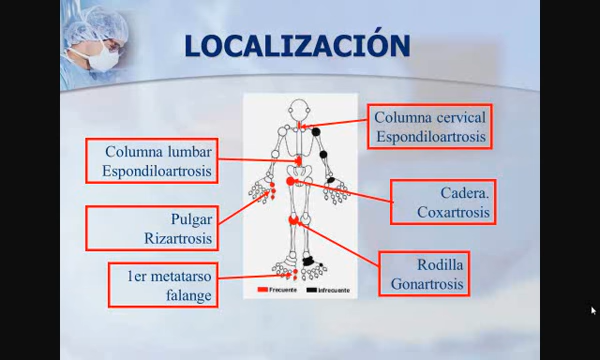 LOCALIZACIÓN
Columna cervical
Espondiloartrosis
Columna lumbar
Espondiloartrosis
Cadera.
Coxartrosis
Pulgar
Rizartrosis
Rodilla
Gonartrosis
1er metatarso
falange
Frecuente
Infrecuente